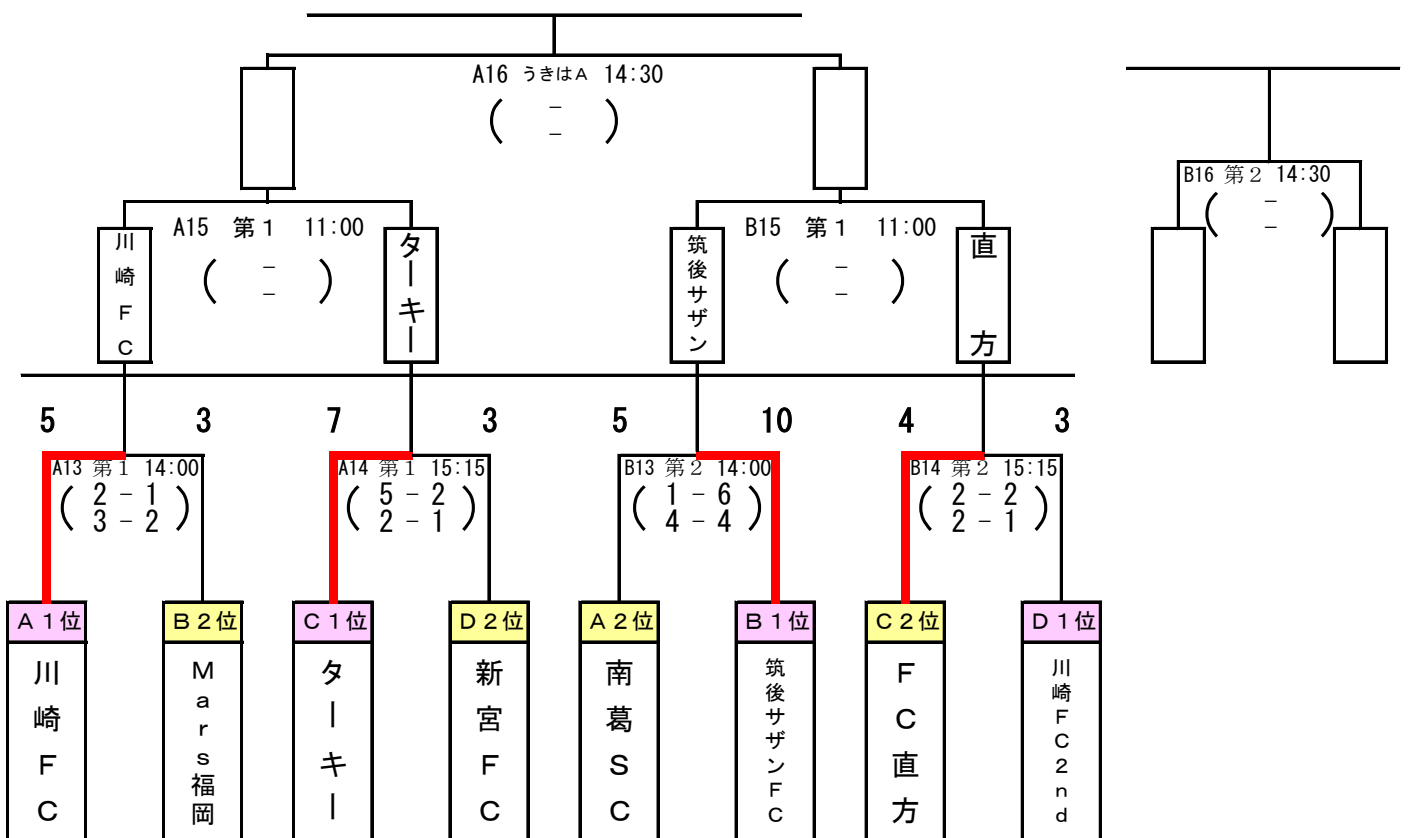 A16 うきはA 14:30
( - )
( - )
B16 第２ 14:30
( - )
( - )
A15 第１ 11:00
( - )
( - )
B15 第１ 11:00
( - )
( - )
川崎ＦＣ
ターキー
筑後サザン
直方
5 3 7 3 5 10 4 3
A13 第１ 14:00
( 2 - 1 )
( 3 - 2 )
A14 第１ 15:15
( 5 - 2 )
( 2 - 1 )
B13 第２ 14:00
( 1 - 6 )
( 4 - 4 )
B14 第２ 15:15
( 2 - 2 )
( 2 - 1 )
Ａ１位
Ｂ２位
Ｃ１位
Ｄ２位
Ａ２位
Ｂ１位
Ｃ２位
Ｄ１位
川崎ＦＣ
Ｍａｒｓ福岡
ターキー
新宮ＦＣ
南葛ＳＣ
筑後サザンＦＣ
ＦＣ直方
川崎ＦＣ２ｎｄ